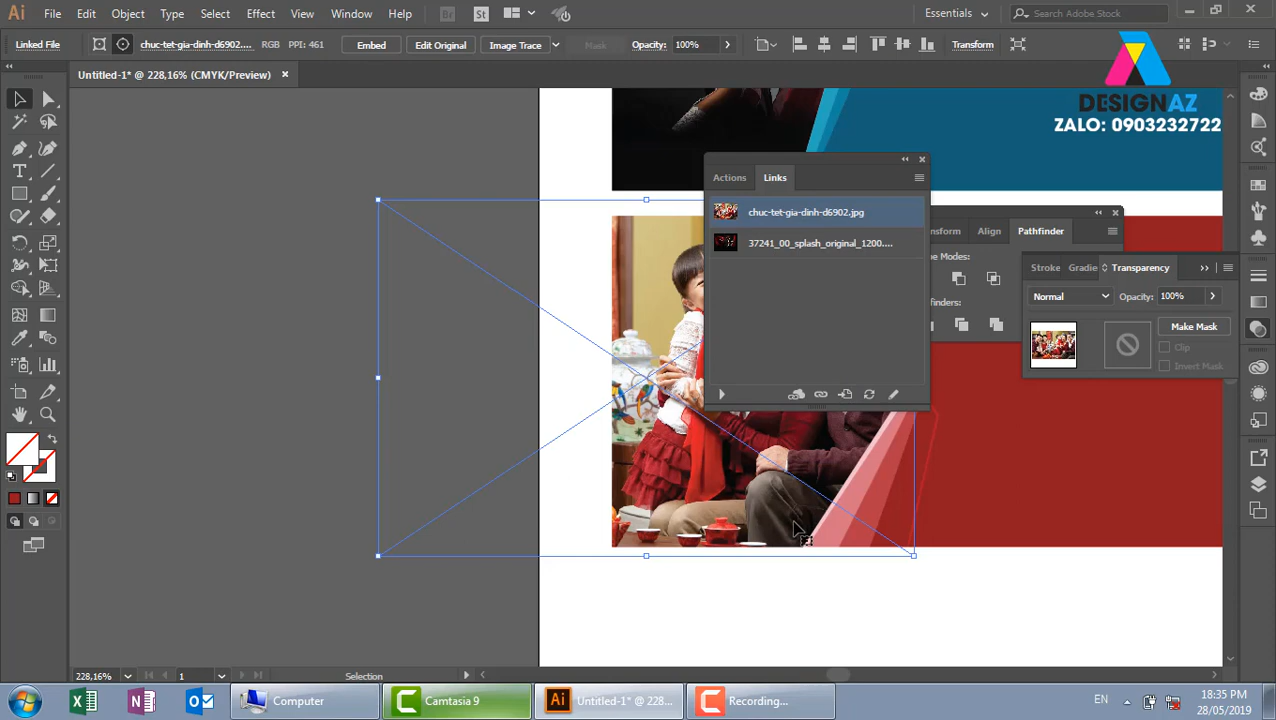 Ai File Edit Object Type Select Effect View Window Help Br St Essentials Search Adobe Stock
Linked File chuc-tet-gia-dinh-d6902.... RGB PPI: 461 Embed Edit Original Image Trace Mask Opacity: 100% Transform
Untitled-1* @ 228,16% (CMYK/Preview)
DESIGNAZ
ZALO: 0903232722
Actions Links
chuc-tet-gia-dinh-d6902.jpg
37241_00_splash_original_1200....
Align Pathfinder
Modes:
Stroke Gradie Transparency
Normal Opacity: 100%
Make Mask
Clip
Invert Mask
228,16% 1 Selection
Computer Camtasia 9 Ai Untitled-1* @ 228... Recording... EN 18:35 PM
28/05/2019